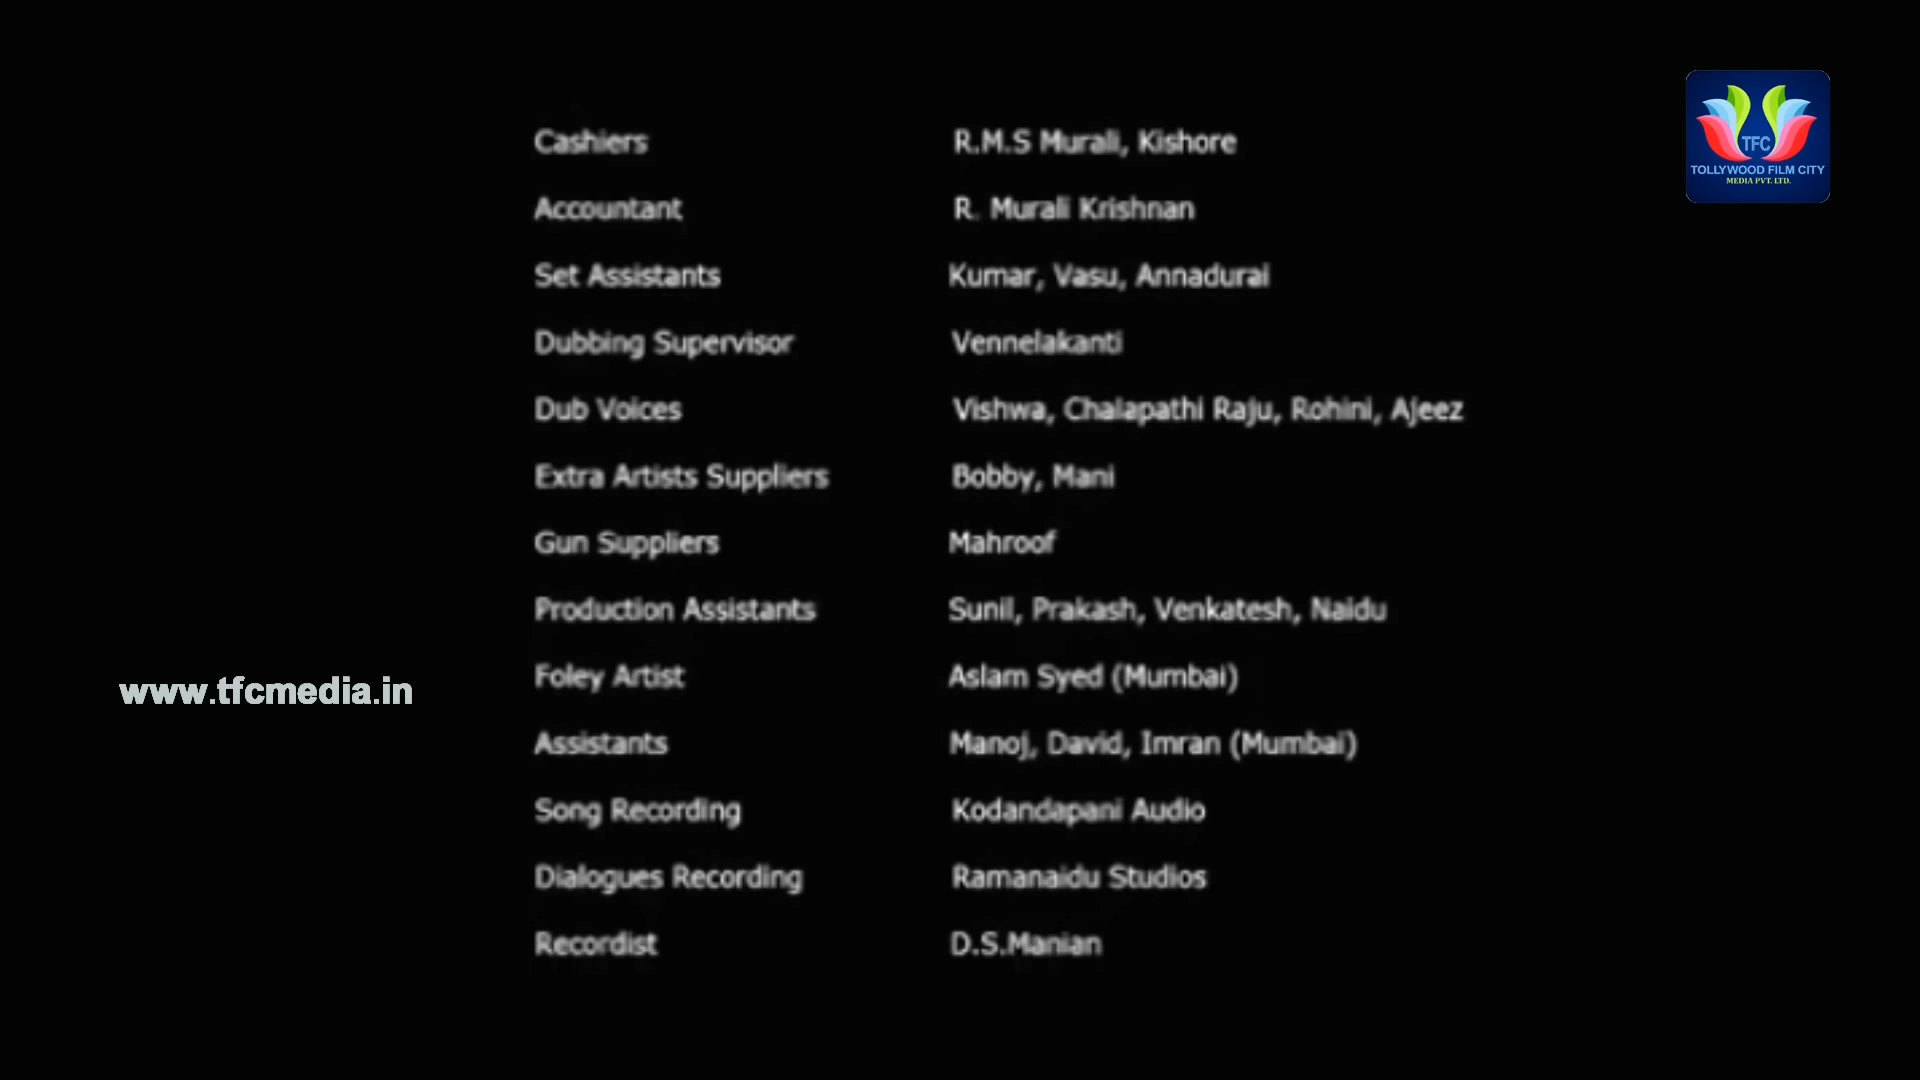 TFC
TOLLYWOOD FILM CITY
MEDIA PVT. LTD.
Cashiers R.M.S Murali, Kishore
Accountant R. Murali Krishnan
Set Assistants Kumar, Vasu, Annadurai
Dubbing Supervisor Vennelakanti
Dub Voices Vishwa, Chalapathi Raju, Rohini, Ajeez
Extra Artists Suppliers Bobby, Mani
Gun Suppliers Mahroof
Production Assistants Sunil, Prakash, Venkatesh, Naidu
Foley Artist Aslam Syed (Mumbai)
www.tfcmedia.in
Assistants Manoj, David, Imran (Mumbai)
Song Recording Kodandapani Audio
Dialogues Recording Ramanaidu Studios
Recordist D.S.Manian